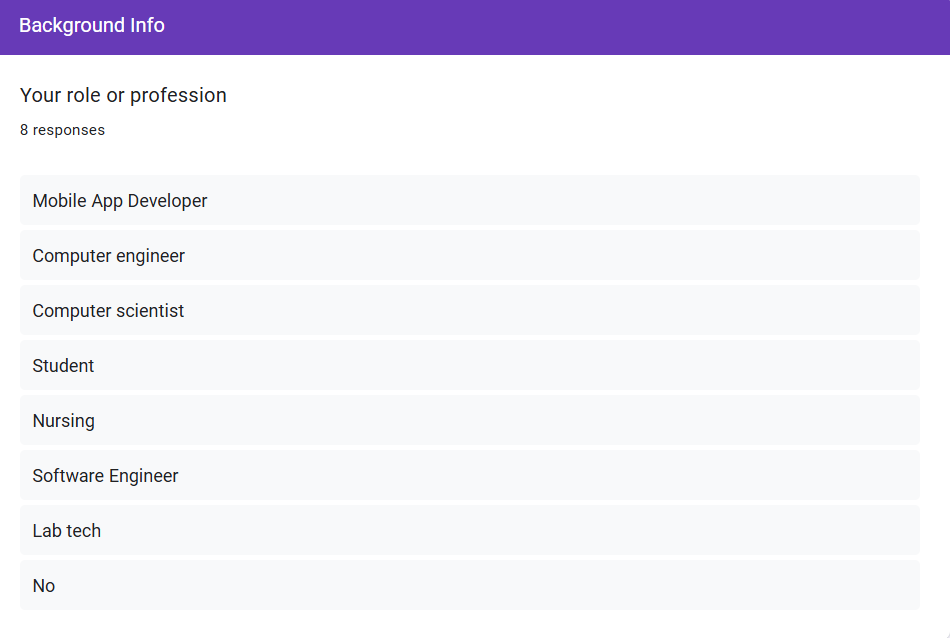 Background Info
Your role or profession
8 responses
Mobile App Developer
Computer engineer
Computer scientist
Student
Nursing
Software Engineer
Lab tech
No